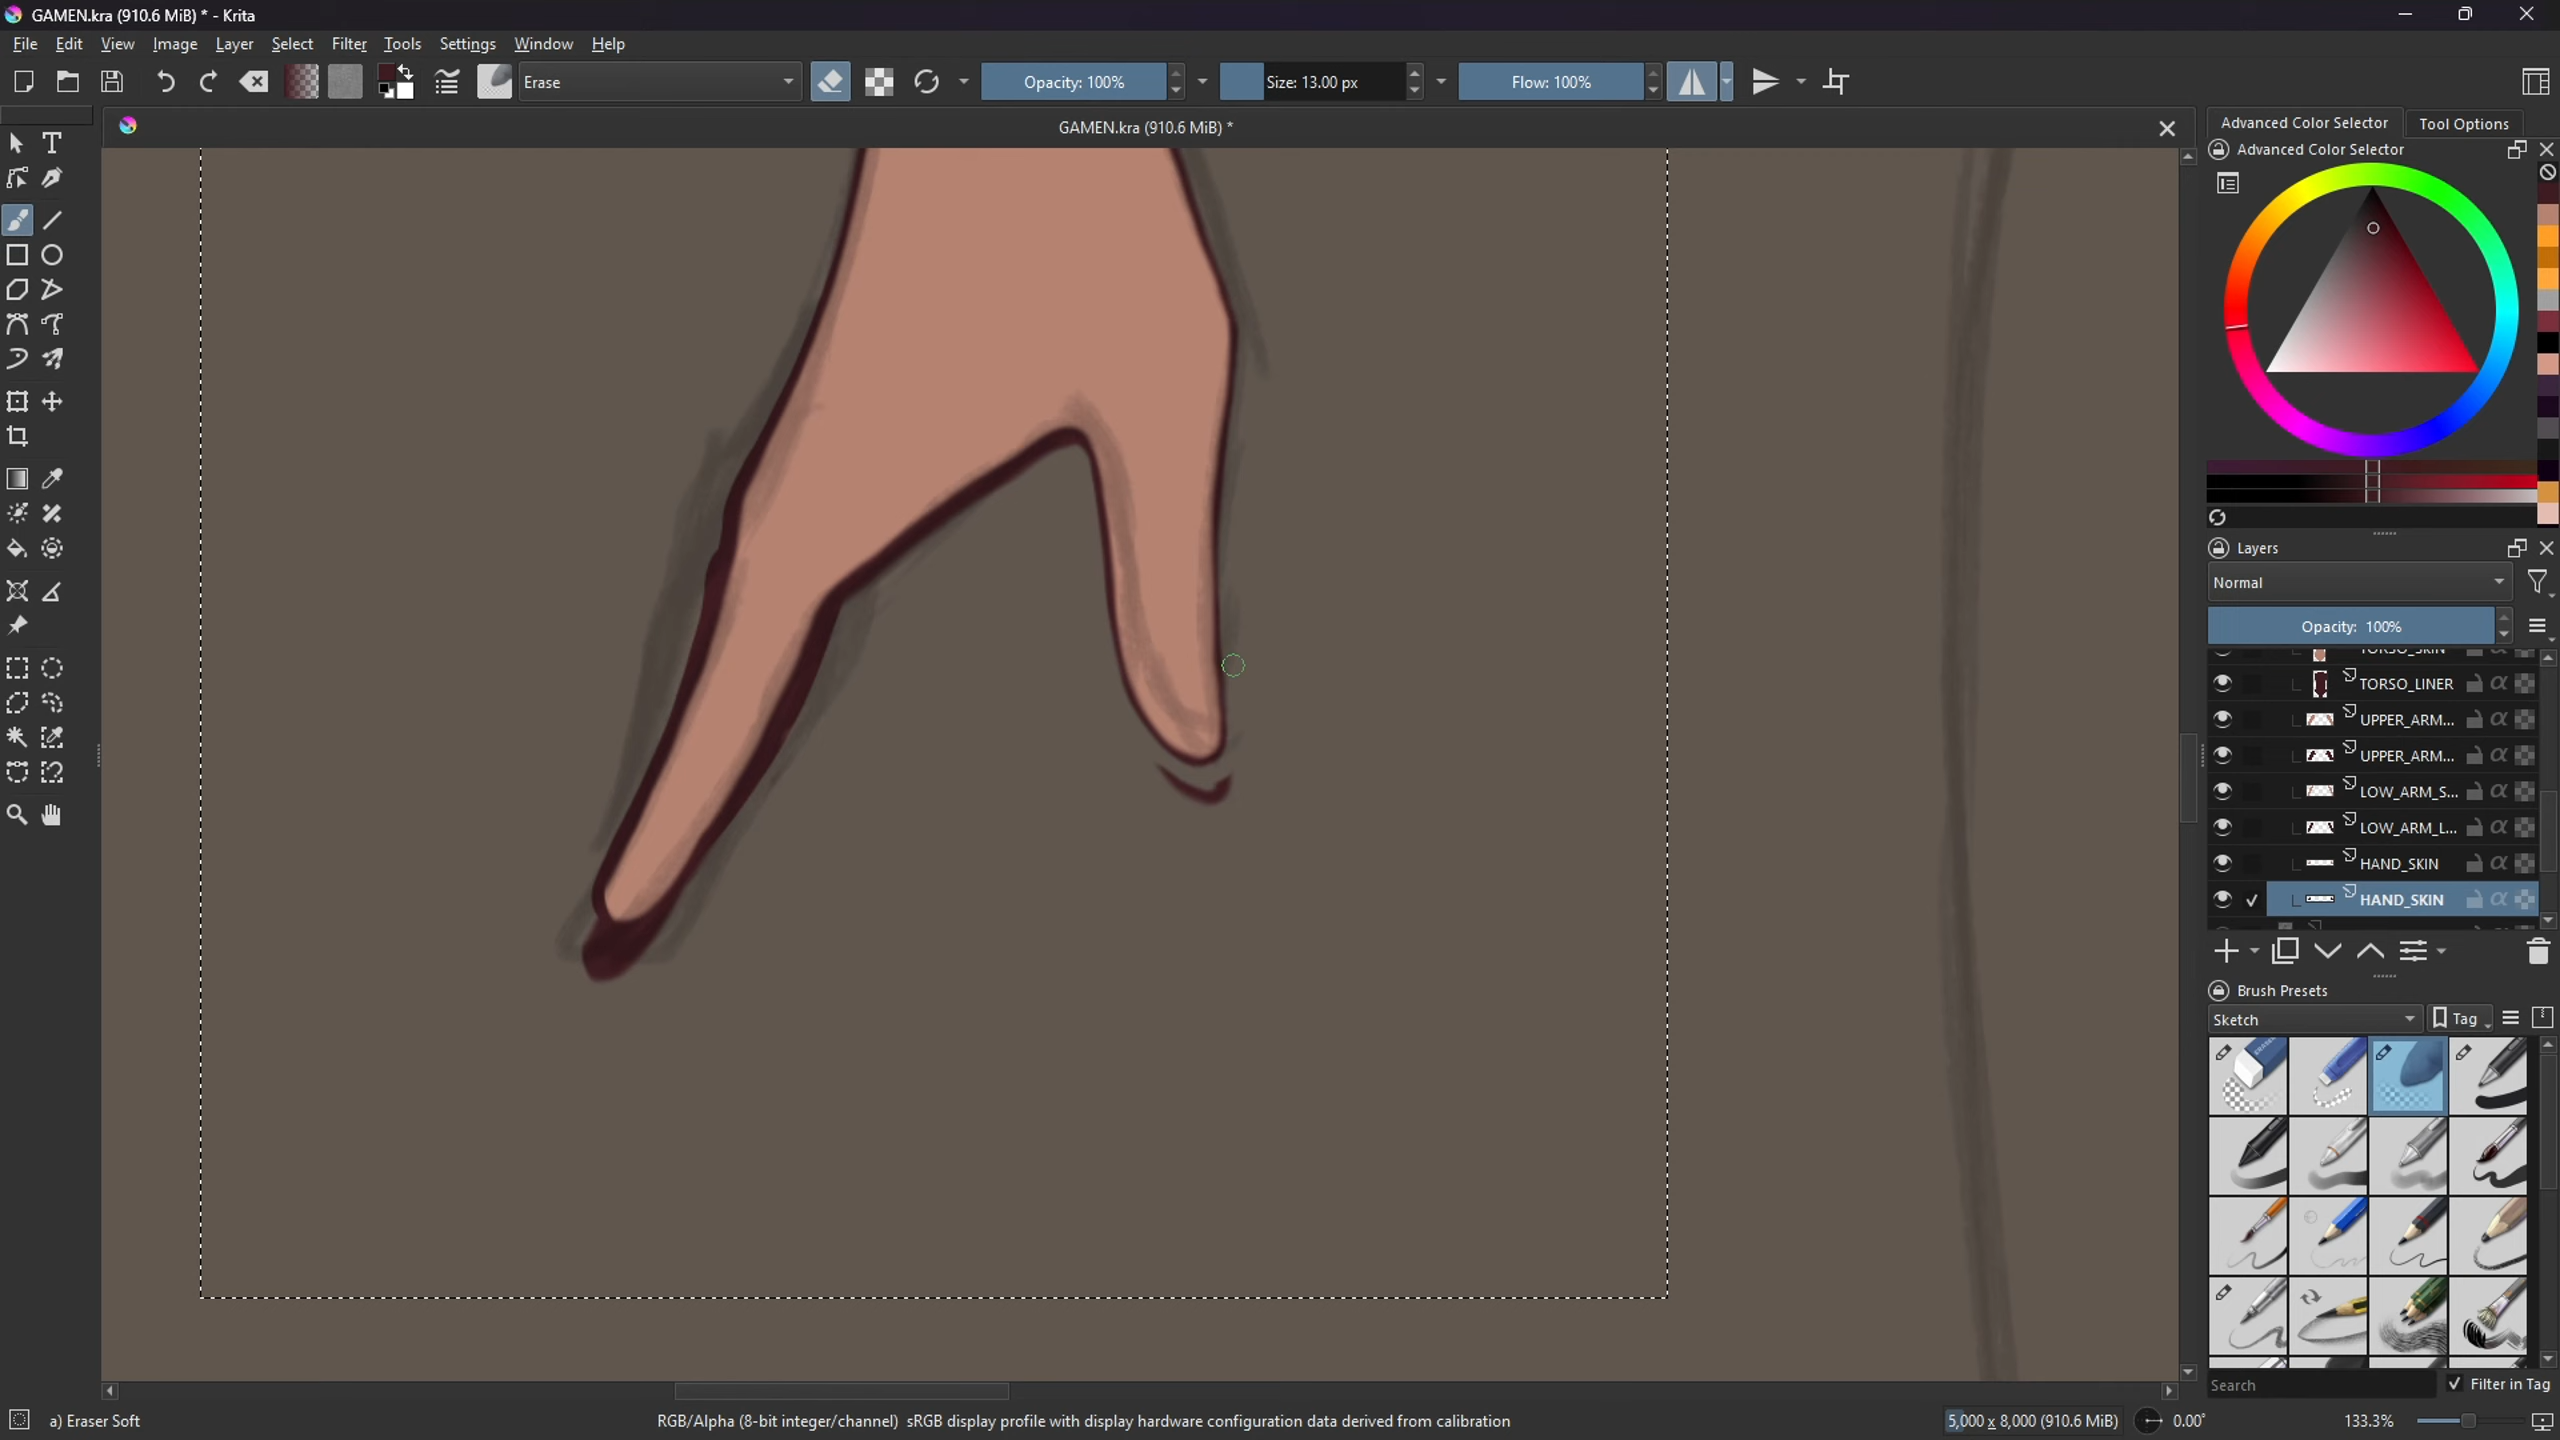 GAMEN.kra (910.6 MiB) * - Krita
File Edit View Image Layer Select Filter Tools Settings Window Help
Erase Opacity: 100% Size: 13.00 px Flow: 100%
GAMEN.kra (910.6 MiB) *
Advanced Color Selector Tool Options
Advanced Color Selector
Layers
Normal
Opacity: 100%
TORSO_SKIN
TORSO_LINER
UPPER_ARM...
UPPER_ARM...
LOW_ARM_S...
LOW_ARM_L...
HAND_SKIN
HAND_SKIN
Brush Presets
Sketch Tag
Search Filter in Tag
a) Eraser Soft RGB/Alpha (8-bit integer/channel) sRGB display profile with display hardware configuration data derived from calibration 5,000 x 8,000 (910.6 MiB) 0.00° 133.3%